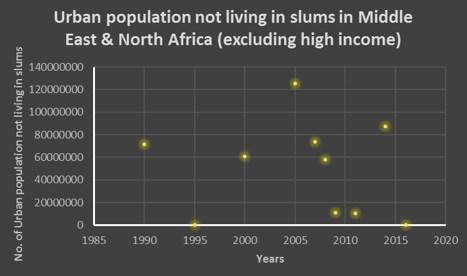 Urban population not living in slums in Middle
East & North Africa (excluding high income)
No. of Urban population not living in slums
140000000
120000000
100000000
80000000
60000000
40000000
20000000
0
1985 1990 1995 2000 2005 2010 2015 2020
Years